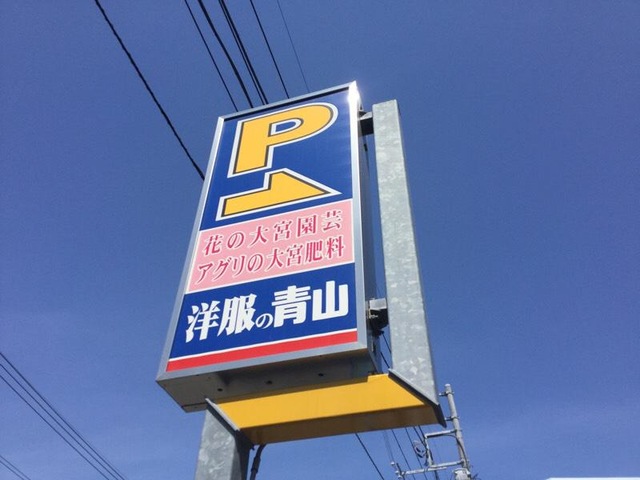 P
花の大宮園芸
アグリの大宮肥料
洋服の青山